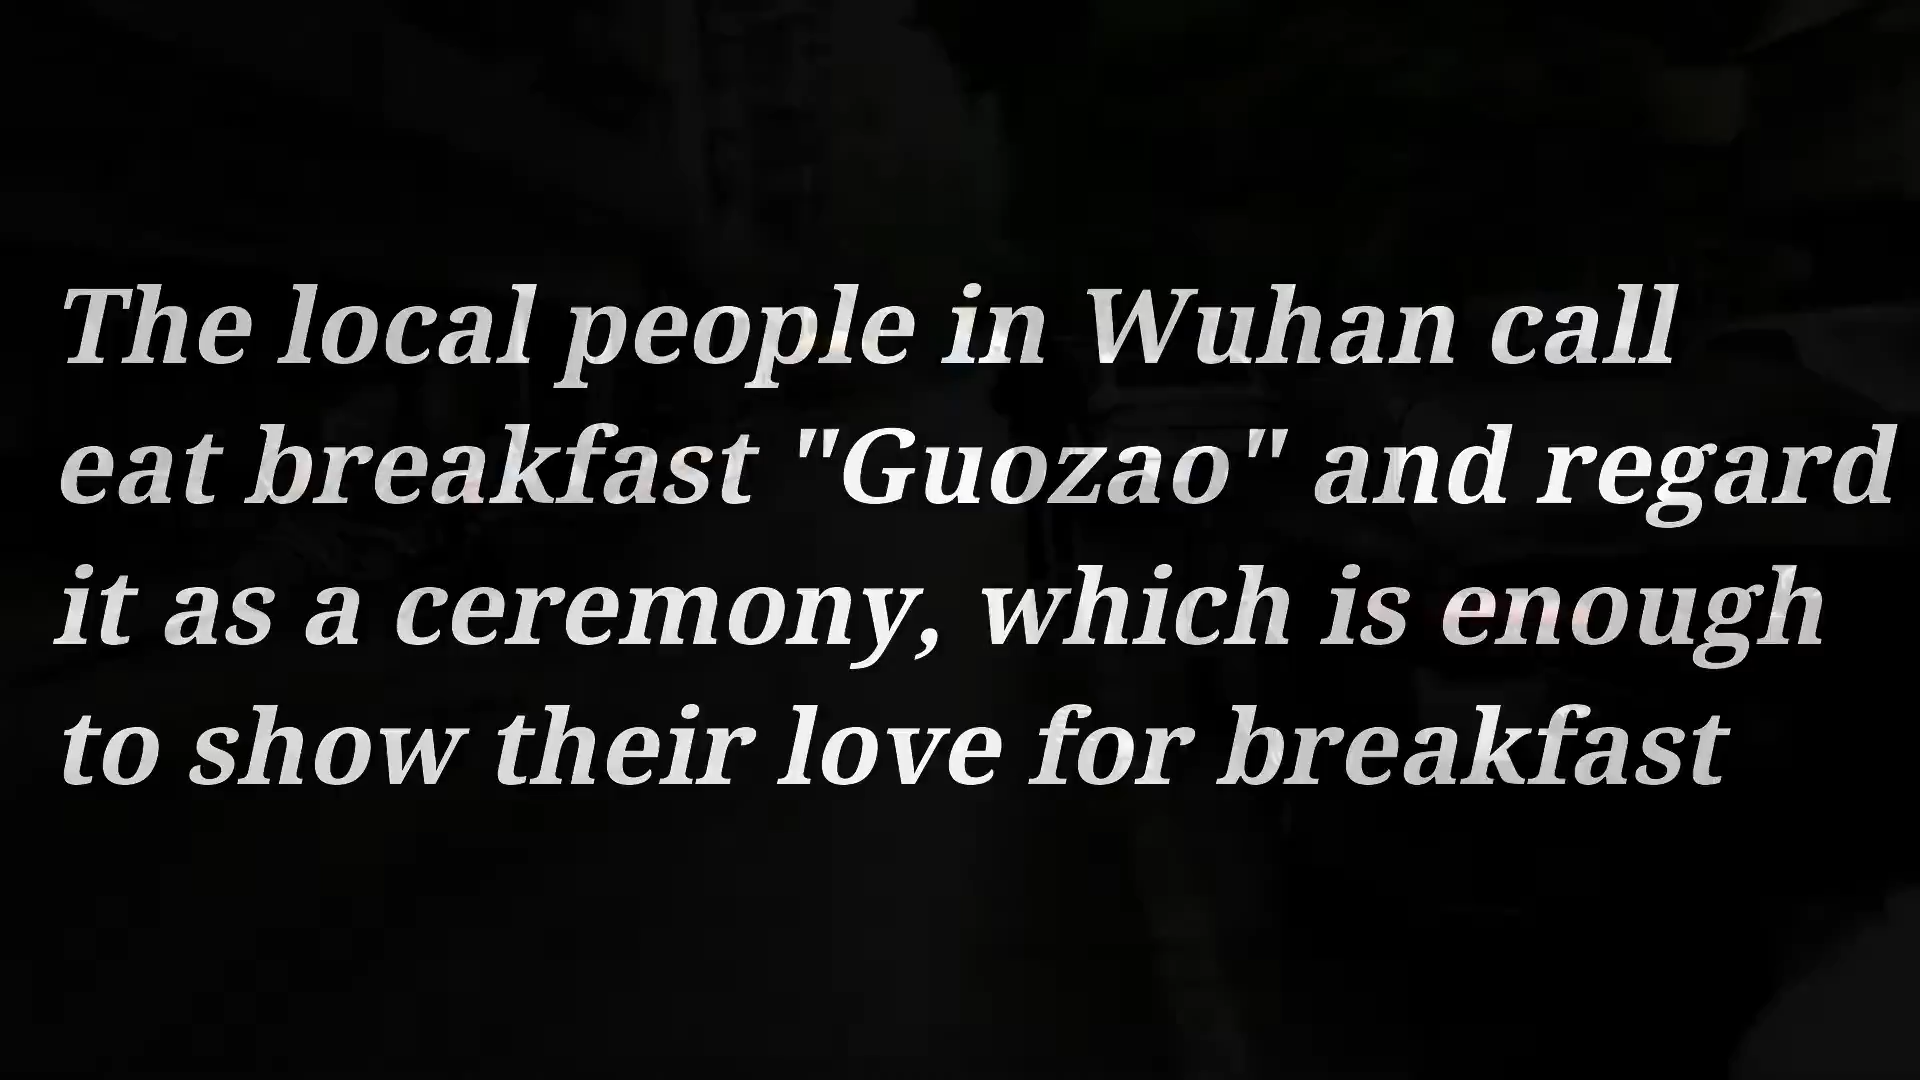 The local people in Wuhan call
eat breakfast "Guozao" and regard
it as a ceremony, which is enough
to show their love for breakfast